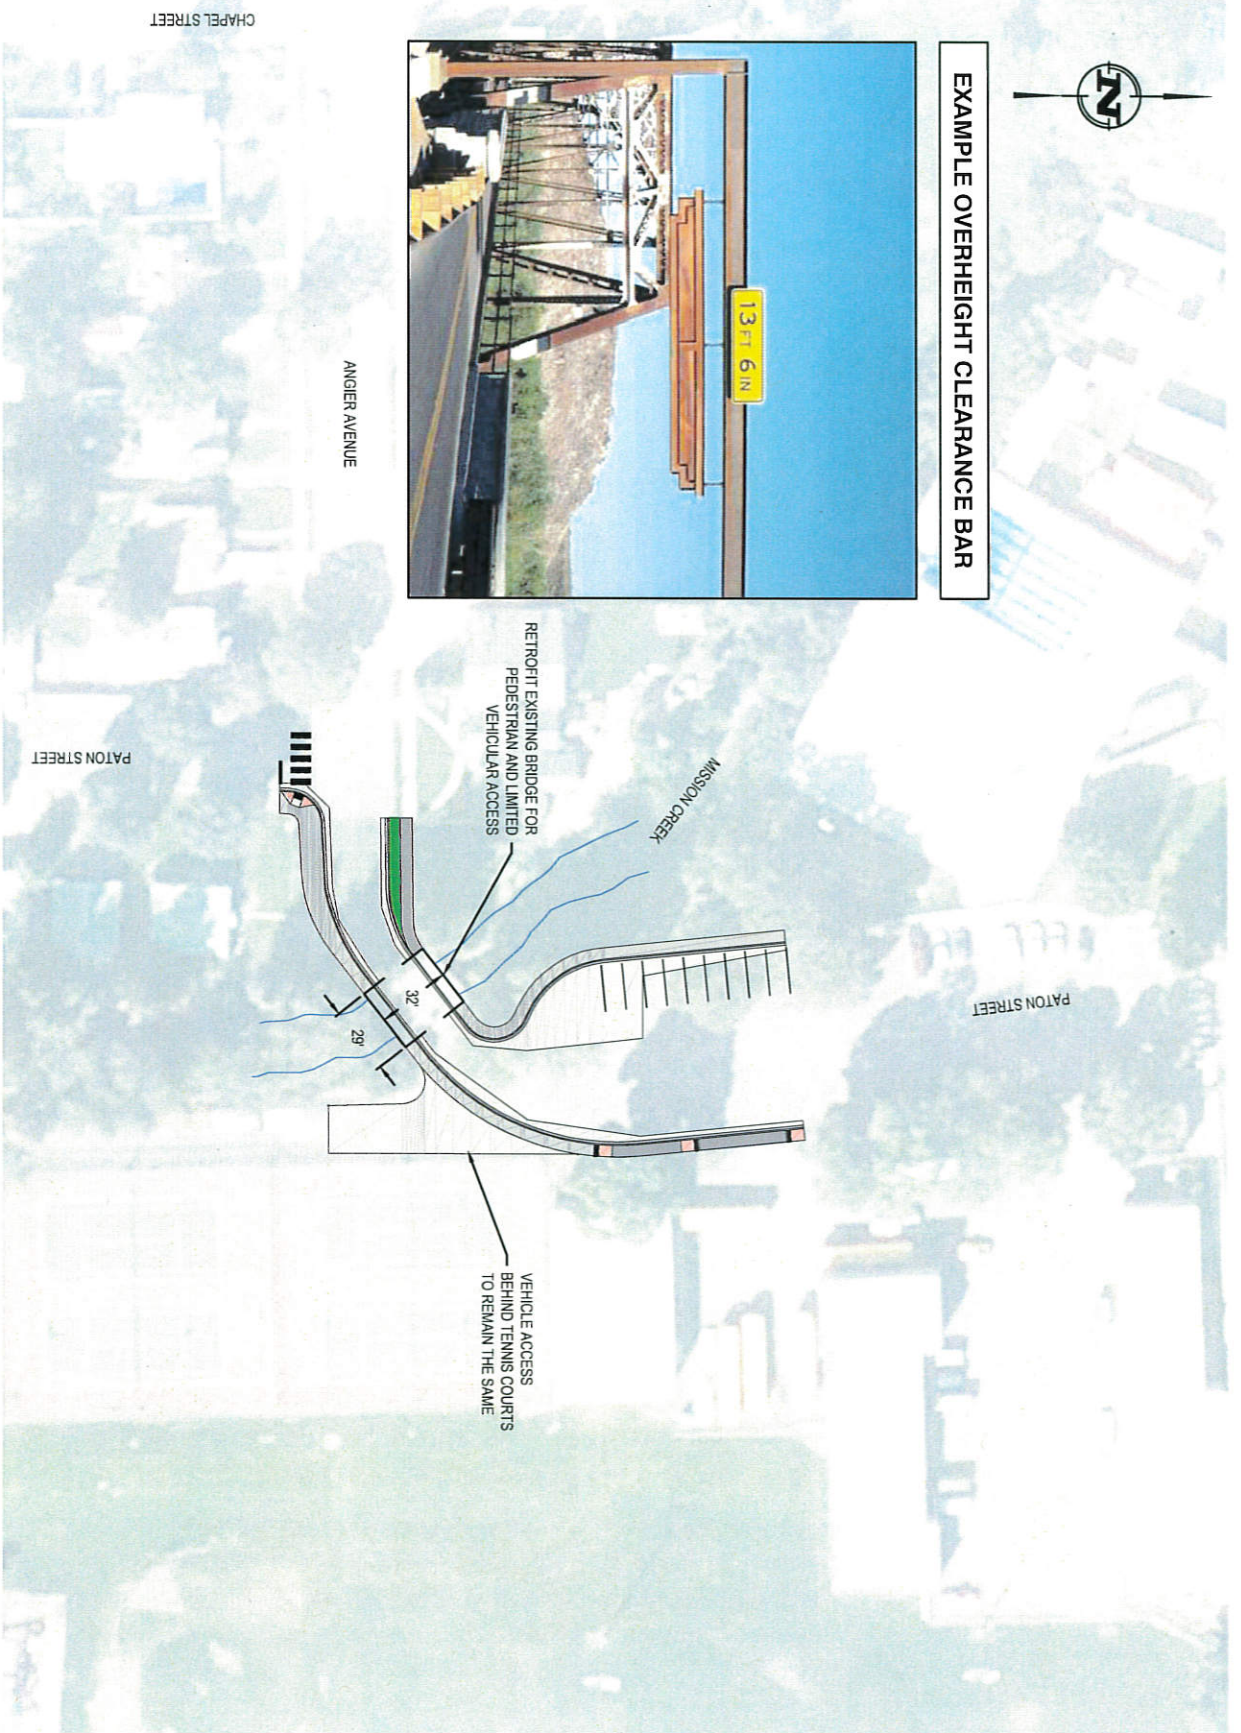 N
EXAMPLE OVERHEIGHT CLEARANCE BAR
13 FT 6 IN
CHAPEL STREET
ANGIER AVENUE
RETROFIT EXISTING BRIDGE FOR
PEDESTRIAN AND LIMITED
VEHICULAR ACCESS
MISSION CREEK
PATON STREET
PATON STREET
32'
29'
VEHICLE ACCESS
BEHIND TENNIS COURTS
TO REMAIN THE SAME